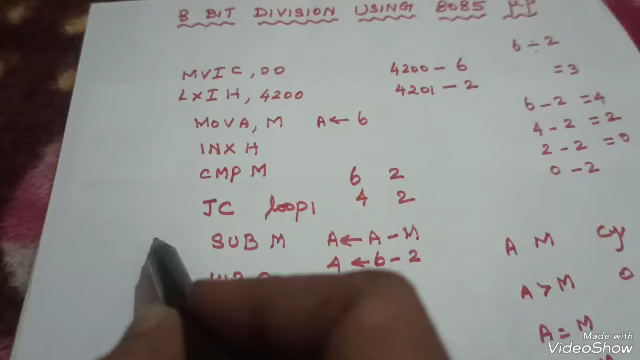 8 BIT DIVISION USING 8085 μP
6 ÷ 2
= 3
MVI C, 00 4200 - 6
LXI H, 4200 4201 - 2
MOV A, M A ← 6
INX H
CMP M 6 2
JC loop1 4 2
SUB M A ← A - M
4 ← 6 - 2
6 - 2 = 4
4 - 2 = 2
2 - 2 = 0
0 - 2
A M Cy
A > M 0
A = M
Made With
VideoShow